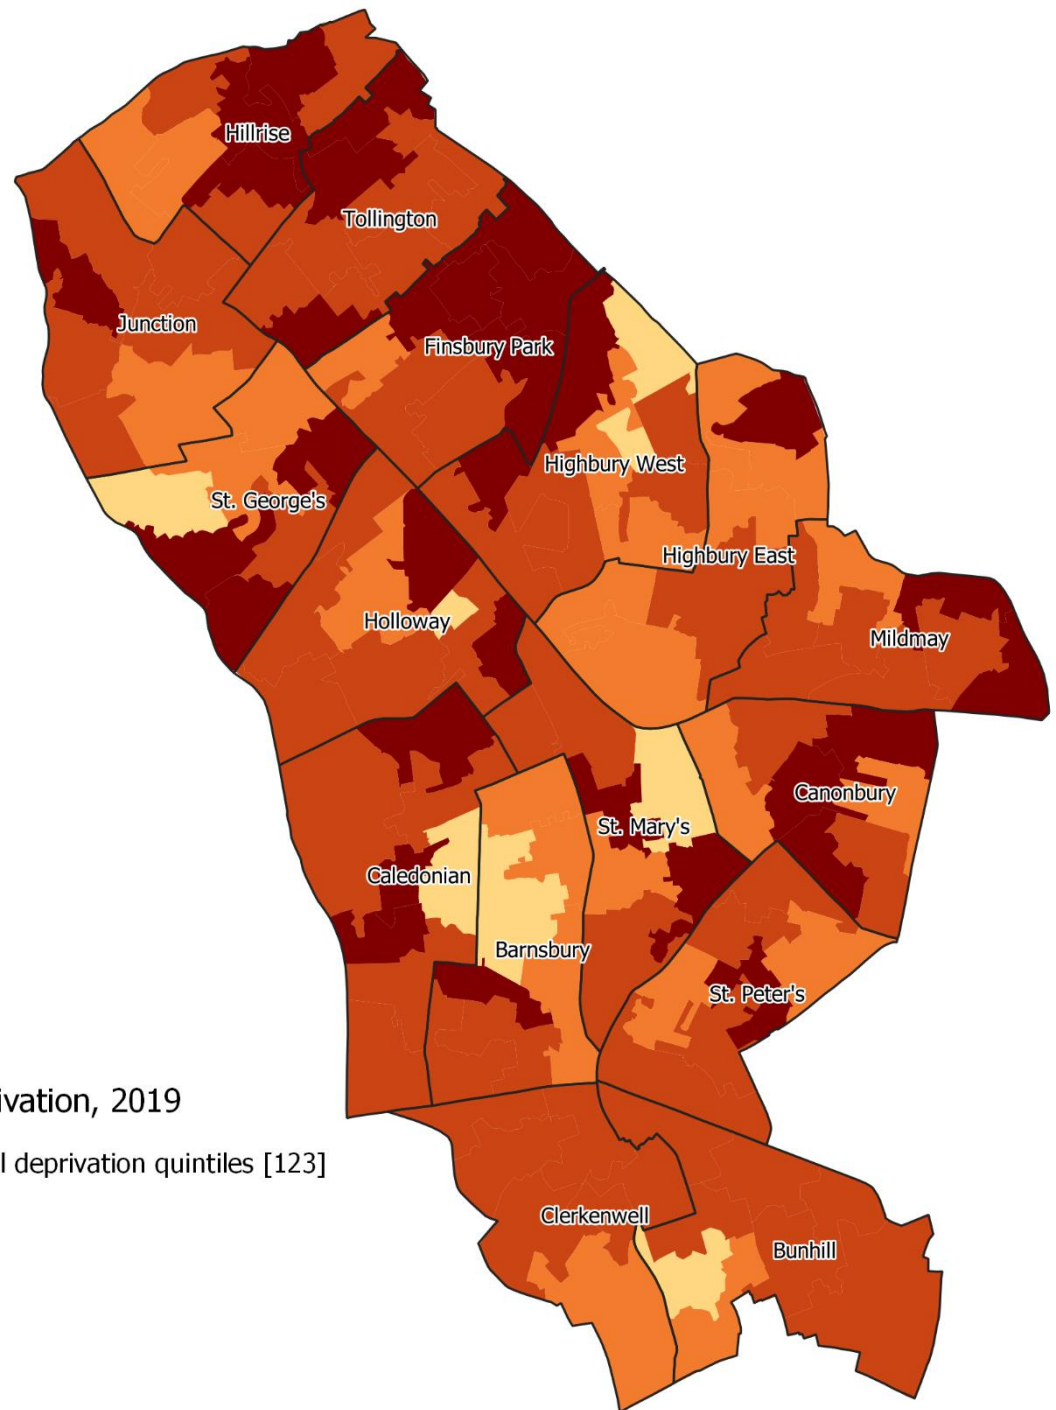 Hillrise
Tollington
Junction
Finsbury Park
Highbury West
St. George's
Highbury East
Holloway
Mildmay
Canonbury
St. Mary's
Caledonian
Barnsbury
St. Peter's
ivation, 2019
l deprivation quintiles [123]
Clerkenwell
Bunhill